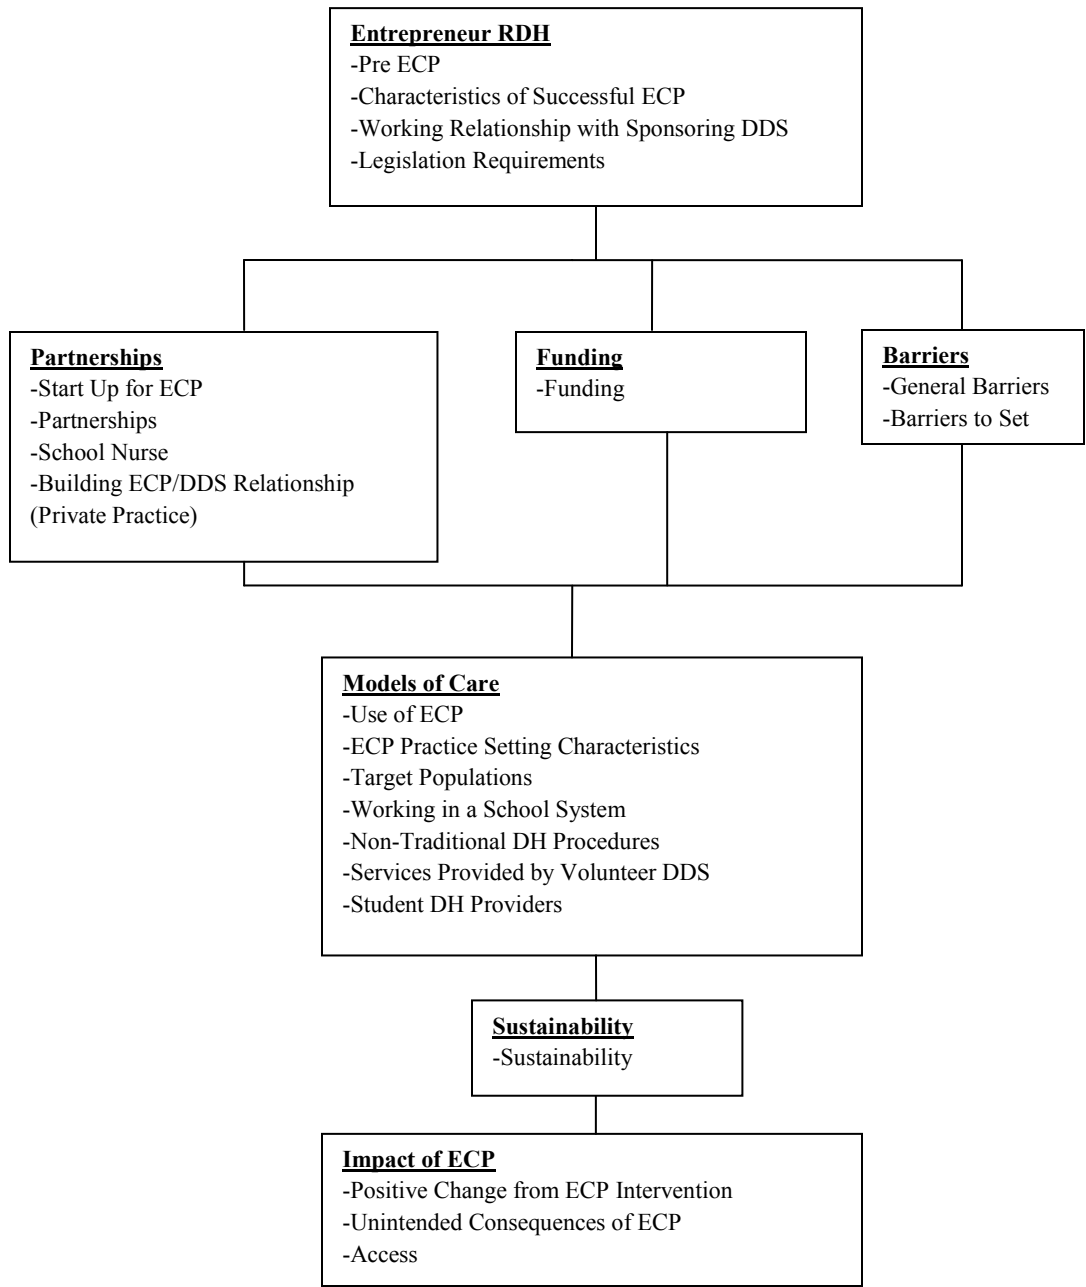 Entrepreneur RDH
-Pre ECP
-Characteristics of Successful ECP
-Working Relationship with Sponsoring DDS
-Legislation Requirements
Partnerships
-Start Up for ECP
-Partnerships
-School Nurse
-Building ECP/DDS Relationship
(Private Practice)
Funding
-Funding
Barriers
-General Barriers
-Barriers to Set
Models of Care
-Use of ECP
-ECP Practice Setting Characteristics
-Target Populations
-Working in a School System
-Non-Traditional DH Procedures
-Services Provided by Volunteer DDS
-Student DH Providers
Sustainability
-Sustainability
Impact of ECP
-Positive Change from ECP Intervention
-Unintended Consequences of ECP
-Access